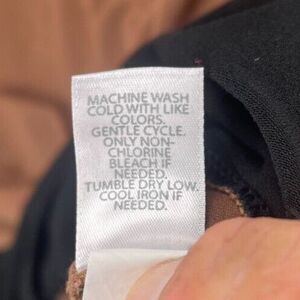 MACHINE WASH
COLD WITH LIKE
COLORS.
GENTLE CYCLE.
ONLY NON-
CHLORINE
BLEACH IF
NEEDED.
TUMBLE DRY LOW.
COOL IRON IF
NEEDED.